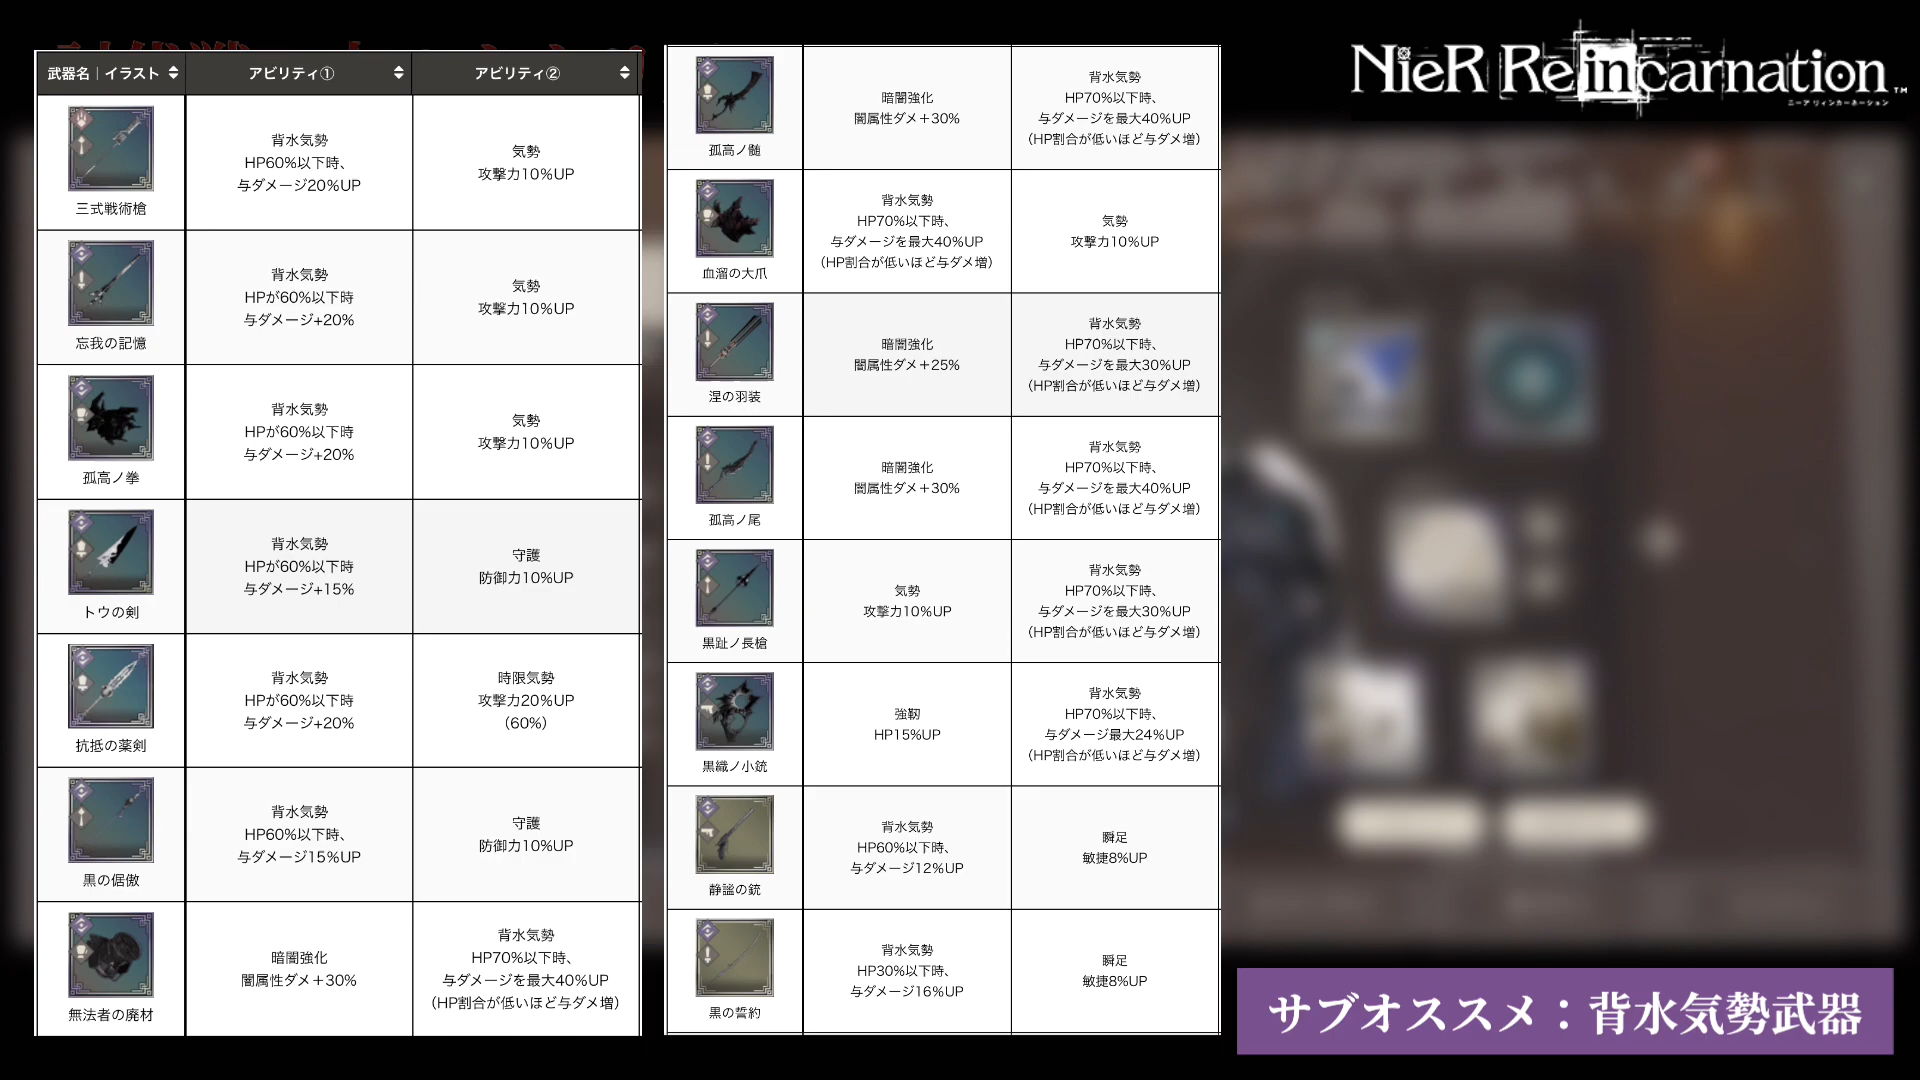 武器名｜イラスト
アビリティ①
アビリティ②
三式戦術槍
背水気勢
HP60%以下時、
与ダメージ20%UP
気勢
攻撃力10%UP
忘我の記憶
背水気勢
HPが60%以下時
与ダメージ+20%
気勢
攻撃力10%UP
孤高ノ拳
背水気勢
HPが60%以下時
与ダメージ+20%
気勢
攻撃力10%UP
トウの剣
背水気勢
HPが60%以下時
与ダメージ+15%
守護
防御力10%UP
抗抵の薬剣
背水気勢
HPが60%以下時
与ダメージ+20%
時限気勢
攻撃力20%UP
（60%）
黒の倨傲
背水気勢
HP60%以下時、
与ダメージ15%UP
守護
防御力10%UP
無法者の廃材
暗闇強化
闇属性ダメ＋30%
背水気勢
HP70%以下時、
与ダメージを最大40%UP
（HP割合が低いほど与ダメ増）
孤高ノ髄
暗闇強化
闇属性ダメ＋30%
背水気勢
HP70%以下時、
与ダメージを最大40%UP
（HP割合が低いほど与ダメ増）
血溜の大爪
背水気勢
HP70%以下時、
与ダメージを最大40%UP
（HP割合が低いほど与ダメ増）
気勢
攻撃力10%UP
涅の羽装
暗闇強化
闇属性ダメ＋25%
背水気勢
HP70%以下時、
与ダメージを最大30%UP
（HP割合が低いほど与ダメ増）
孤高ノ尾
暗闇強化
闇属性ダメ＋30%
背水気勢
HP70%以下時、
与ダメージを最大40%UP
（HP割合が低いほど与ダメ増）
黒趾ノ長槍
気勢
攻撃力10%UP
背水気勢
HP70%以下時、
与ダメージを最大30%UP
（HP割合が低いほど与ダメ増）
黒織ノ小銃
強靭
HP15%UP
背水気勢
HP70%以下時、
与ダメージ最大24%UP
（HP割合が低いほど与ダメ増）
静謐の銃
背水気勢
HP60%以下時、
与ダメージ12%UP
瞬足
敏捷8%UP
黒の誓約
背水気勢
HP30%以下時、
与ダメージ16%UP
瞬足
敏捷8%UP
NieR Re[in]carnation™
ニーア リィンカーネーション
サブオススメ：背水気勢武器